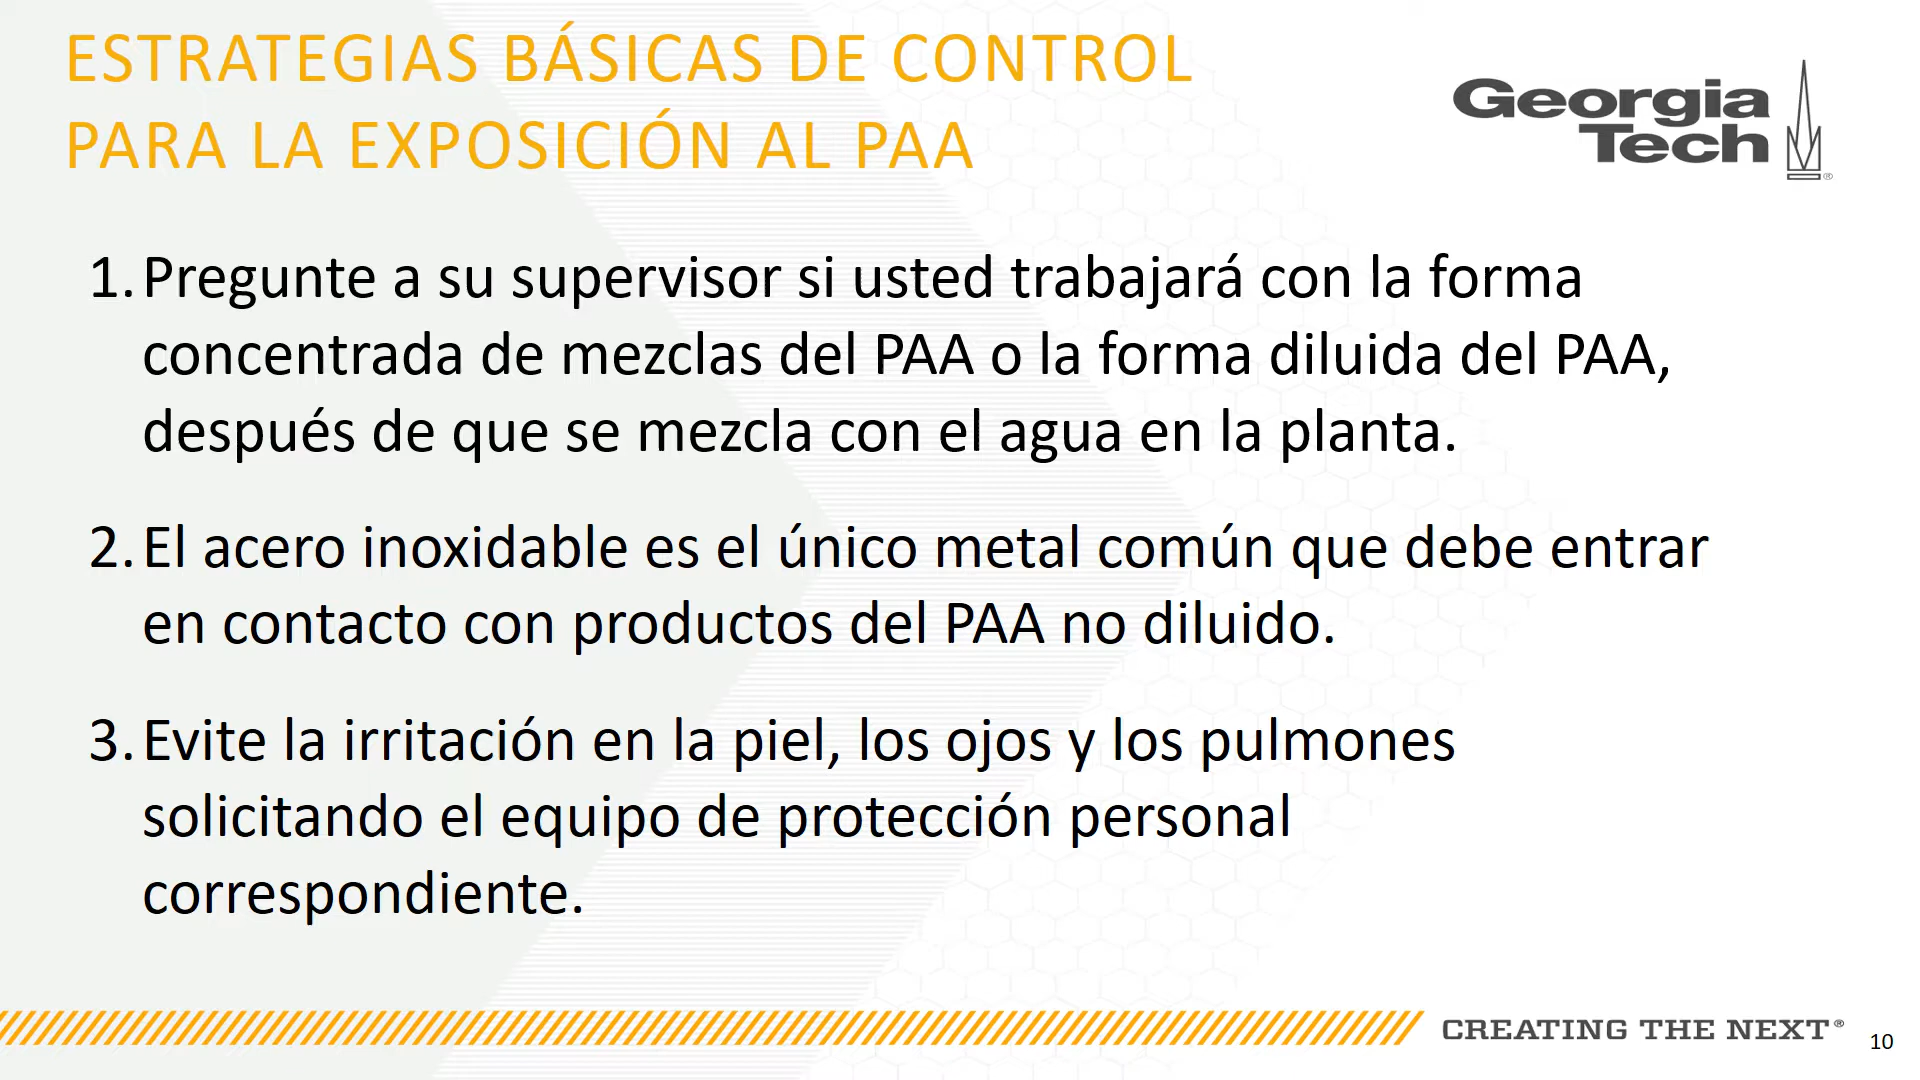 ESTRATEGIAS BÁSICAS DE CONTROL
PARA LA EXPOSICIÓN AL PAA
Georgia
Tech
®
1. Pregunte a su supervisor si usted trabajará con la forma
concentrada de mezclas del PAA o la forma diluida del PAA,
después de que se mezcla con el agua en la planta.
2. El acero inoxidable es el único metal común que debe entrar
en contacto con productos del PAA no diluido.
3. Evite la irritación en la piel, los ojos y los pulmones
solicitando el equipo de protección personal
correspondiente.
CREATING THE NEXT®
10